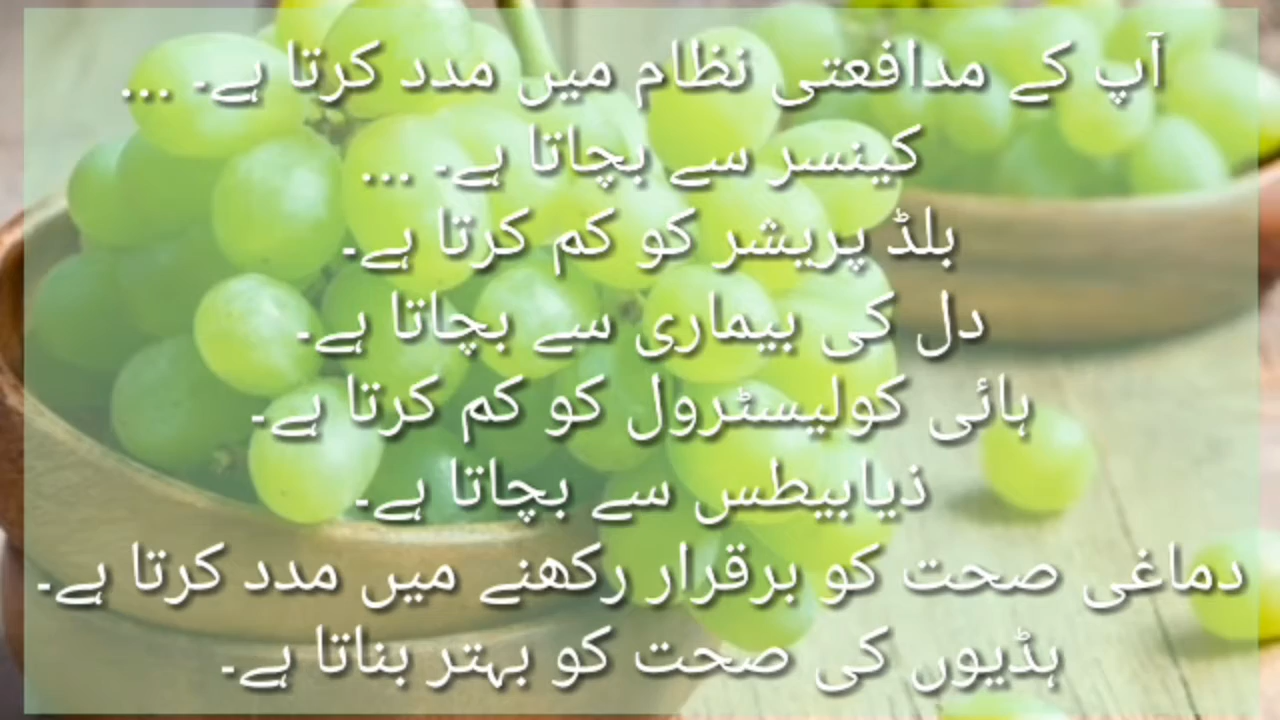 آپ کے مدافعتی نظام میں مدد کرتا ہے۔ ...
کینسر سے بچاتا ہے۔ ...
بلڈ پریشر کو کم کرتا ہے۔
دل کی بیماری سے بچاتا ہے۔
ہائی کولیسٹرول کو کم کرتا ہے۔
ذیابیطس سے بچاتا ہے۔
دماغی صحت کو برقرار رکھنے میں مدد کرتا ہے۔
ہڈیوں کی صحت کو بہتر بناتا ہے۔